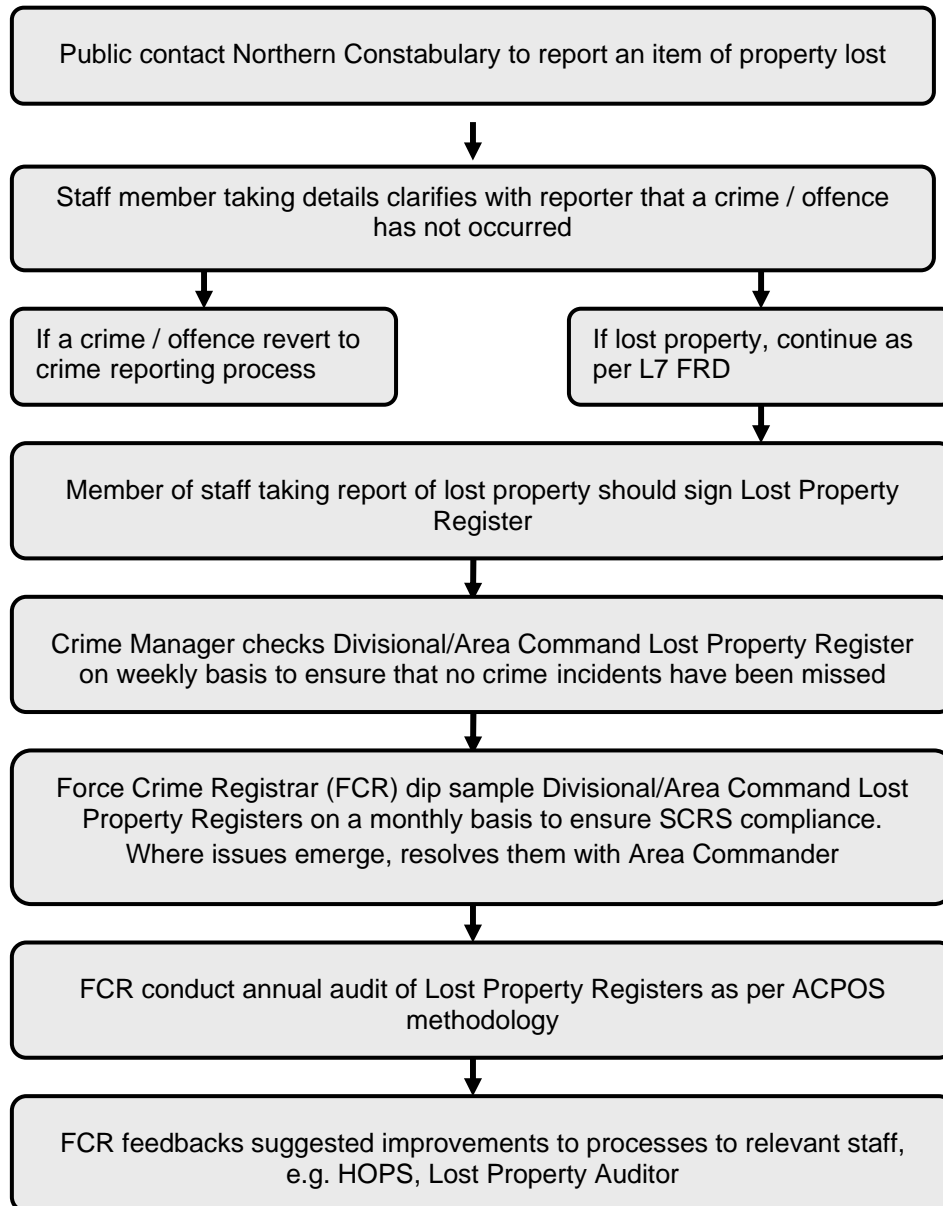 Public contact Northern Constabulary to report an item of property lost
Staff member taking details clarifies with reporter that a crime / offence
has not occurred
If a crime / offence revert to
crime reporting process
If lost property, continue as
per L7 FRD
Member of staff taking report of lost property should sign Lost Property
Register
Crime Manager checks Divisional/Area Command Lost Property Register
on weekly basis to ensure that no crime incidents have been missed
Force Crime Registrar (FCR) dip sample Divisional/Area Command Lost
Property Registers on a monthly basis to ensure SCRS compliance.
Where issues emerge, resolves them with Area Commander
FCR conduct annual audit of Lost Property Registers as per ACPOS
methodology
FCR feedbacks suggested improvements to processes to relevant staff,
e.g. HOPS, Lost Property Auditor